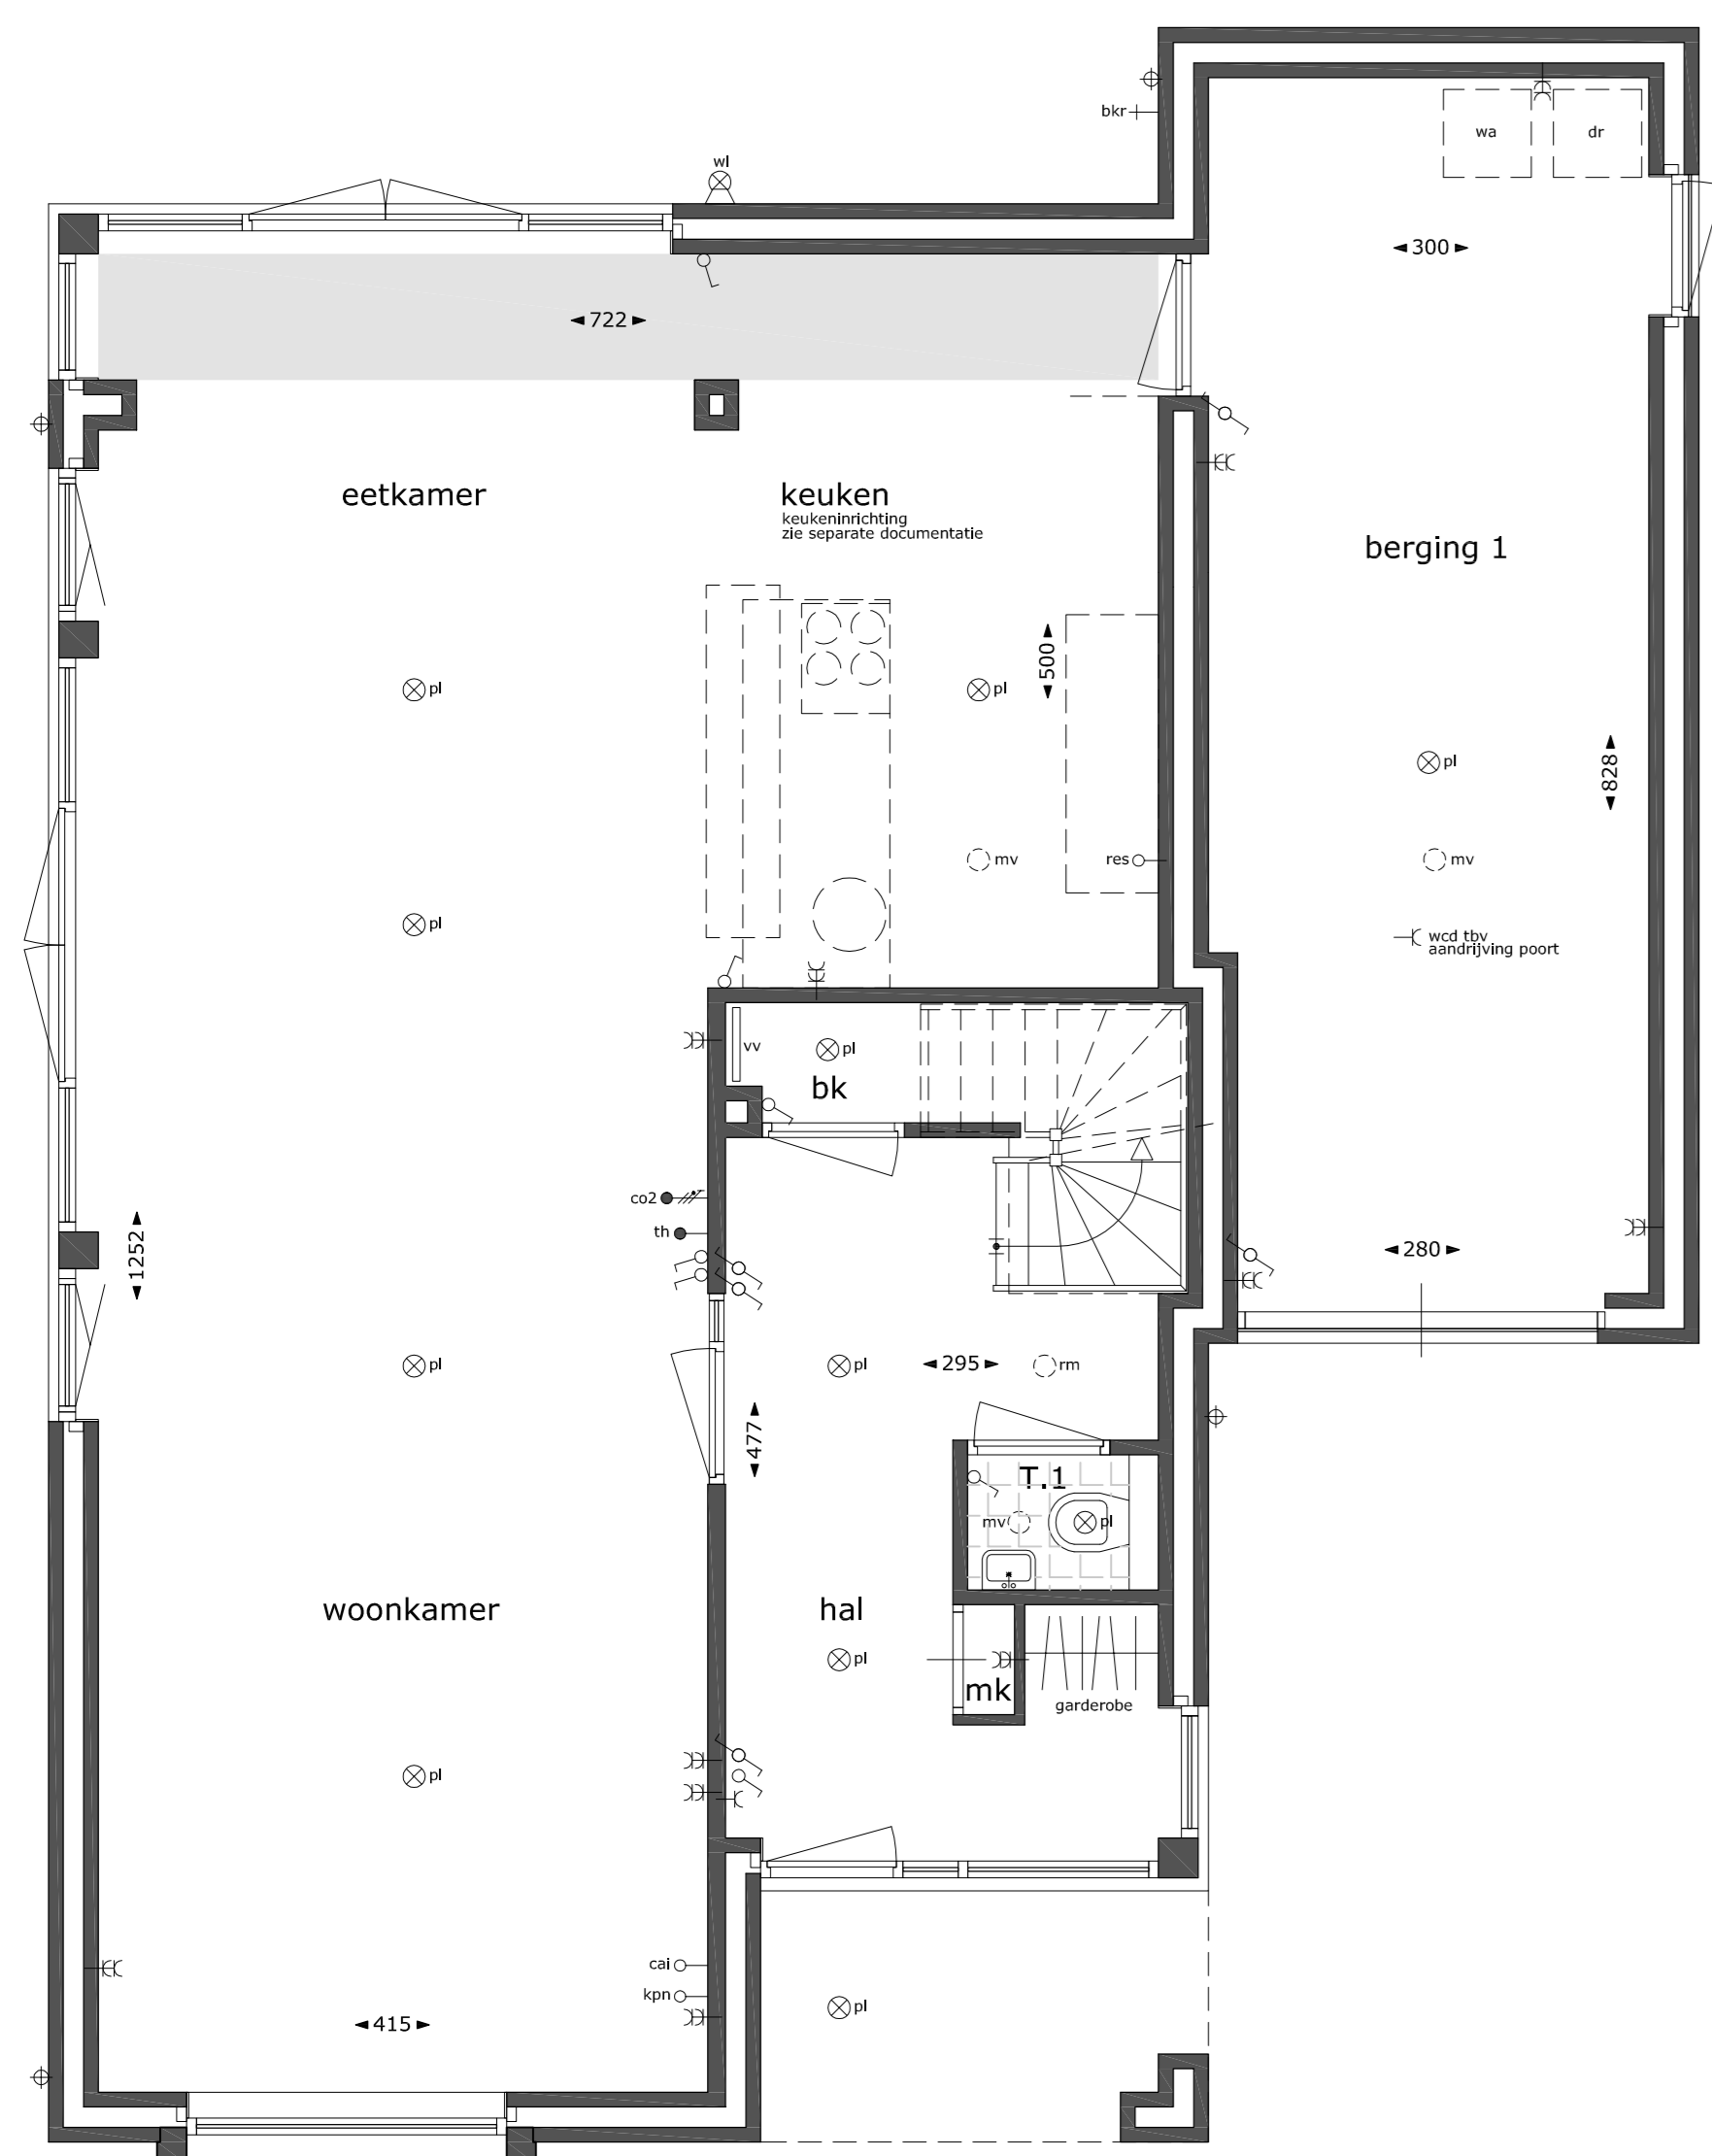 bkr
wa
dr
wl
300
722
eetkamer
keuken
keukeninrichting
zie separate documentatie
berging 1
500
pl
pl
pl
828
mv
res
mv
pl
wcd tbv
aandrijving poort
vv
pl
bk
co2
th
1252
280
pl
pl
295
rm
477
T.1
mv
pl
woonkamer
hal
pl
mk
garderobe
pl
cai
kpn
pl
415